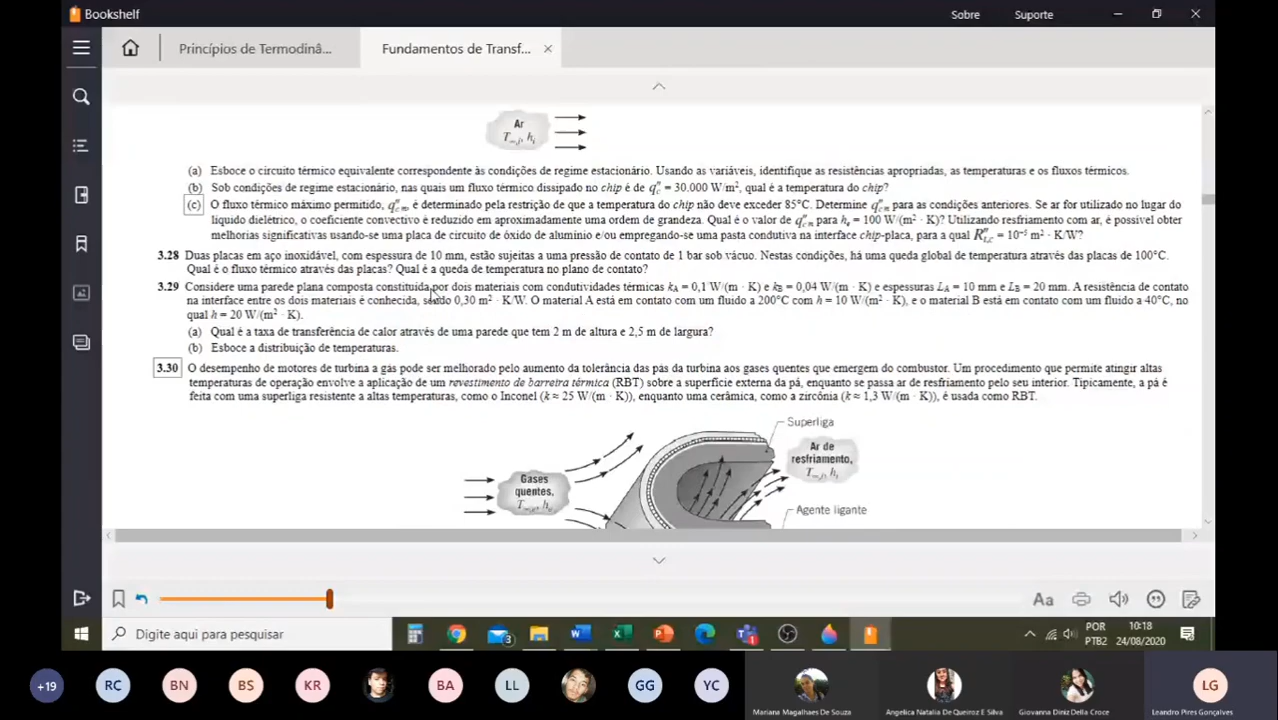 Bookshelf
Sobre
Suporte
Princípios de Termodinâ...
Fundamentos de Transf...
Ar
T∞,i, hi
(a) Esboce o circuito térmico equivalente correspondente às condições de regime estacionário. Usando as variáveis, identifique as resistências apropriadas, as temperaturas e os fluxos térmicos.
(b) Sob condições de regime estacionário, nas quais um fluxo térmico dissipado no chip é de q''c = 30.000 W/m², qual é a temperatura do chip?
(c) O fluxo térmico máximo permitido, q''c,m, é determinado pela restrição de que a temperatura do chip não deve exceder 85°C. Determine q''c,m para as condições anteriores. Se ar for utilizado no lugar do
líquido dielétrico, o coeficiente convectivo é reduzido em aproximadamente uma ordem de grandeza. Qual é o valor de q''c,m para he = 100 W/(m² · K)? Utilizando resfriamento com ar, é possível obter
melhorias significativas usando-se uma placa de circuito de óxido de alumínio e/ou empregando-se uma pasta condutiva na interface chip-placa, para a qual R''t,c = 10⁻⁵ m² · K/W?
3.28 Duas placas em aço inoxidável, com espessura de 10 mm, estão sujeitas a uma pressão de contato de 1 bar sob vácuo. Nestas condições, há uma queda global de temperatura através das placas de 100°C.
Qual é o fluxo térmico através das placas? Qual é a queda de temperatura no plano de contato?
3.29 Considere uma parede plana composta constituída por dois materiais com condutividades térmicas kA = 0,1 W/(m · K) e kB = 0,04 W/(m · K) e espessuras LA = 10 mm e LB = 20 mm. A resistência de contato
na interface entre os dois materiais é conhecida, sendo 0,30 m² · K/W. O material A está em contato com um fluido a 200°C com h = 10 W/(m² · K), e o material B está em contato com um fluido a 40°C, no
qual h = 20 W/(m² · K).
(a) Qual é a taxa de transferência de calor através de uma parede que tem 2 m de altura e 2,5 m de largura?
(b) Esboce a distribuição de temperaturas.
3.30 O desempenho de motores de turbina a gás pode ser melhorado pelo aumento da tolerância das pás da turbina aos gases quentes que emergem do combustor. Um procedimento que permite atingir altas
temperaturas de operação envolve a aplicação de um revestimento de barreira térmica (RBT) sobre a superfície externa da pá, enquanto se passa ar de resfriamento pelo seu interior. Tipicamente, a pá é
feita com uma superliga resistente a altas temperaturas, como o Inconel (k ≈ 25 W/(m · K)), enquanto uma cerâmica, como a zircônia (k ≈ 1,3 W/(m · K)), é usada como RBT.
Superliga
Ar de
resfriamento,
T∞,i, hi
Gases
quentes,
T∞,e, he
Agente ligante
Aa
Digite aqui para pesquisar
3
1
POR
PTB2
10:18
24/08/2020
+19
RC
BN
BS
KR
BA
LL
GG
YC
LG
Mariana Magalhaes De Souza
Angelica Natalia De Queiroz E Silva
Giovanna Diniz Della Croce
Leandro Pires Gonçalves